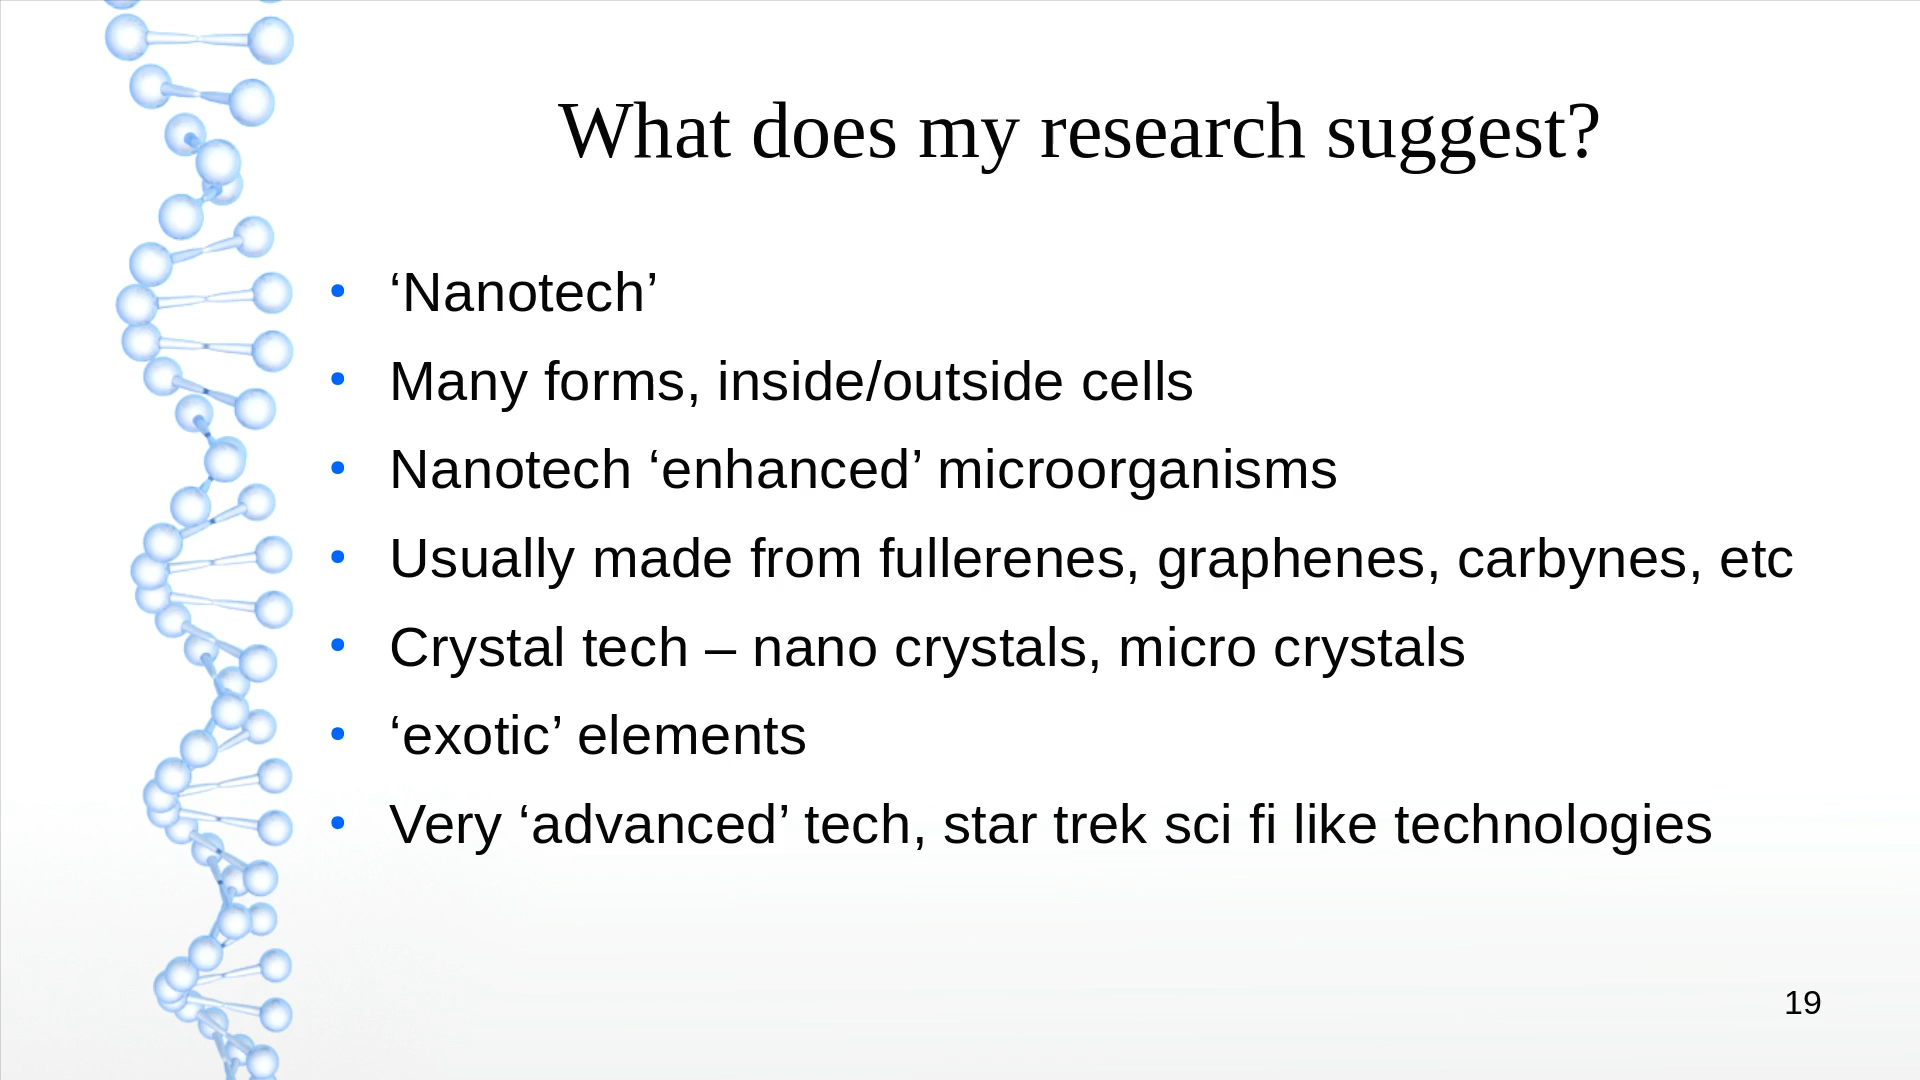 What does my research suggest?
• ‘Nanotech’
• Many forms, inside/outside cells
• Nanotech ‘enhanced’ microorganisms
• Usually made from fullerenes, graphenes, carbynes, etc
• Crystal tech – nano crystals, micro crystals
• ‘exotic’ elements
• Very ‘advanced’ tech, star trek sci fi like technologies
19